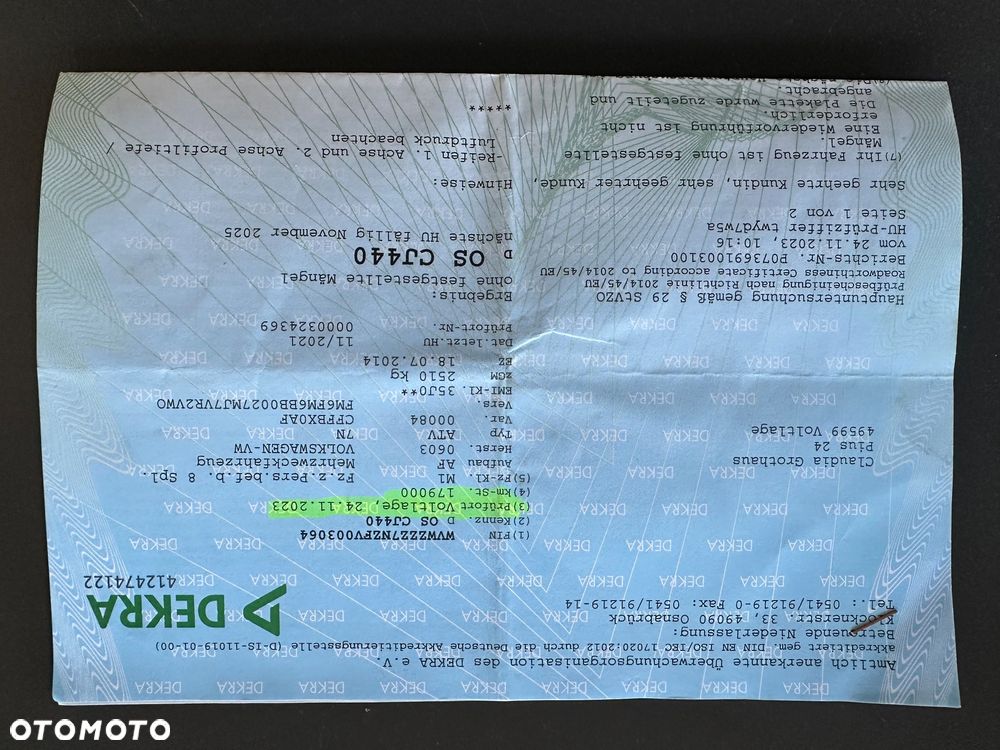 Amtlich anerkannte Überwachungsorganisation des DEKRA e.V.
akkreditiert gem. DIN EN ISO/IEC 17020:2012 durch die Deutsche Akkreditierungsstelle (D-IS-11019-01-00)
Betreuende Niederlassung:
Klöcknerstr. 33, 49090 Osnabrück
Tel.: 0541/91219-0 Fax: 0541/91219-14
DEKRA
412474122
Claudia Grothaus
Pius 24
49599 Voltlage
(1)FIN WVWZZZ7NZFV003064
(2)Kennz. D OS CJ440
(3)Prüfort Voltlage, 24.11.2023
(4)km-St. 179000
(5)Fz-Kl. M1 Fz.z.Pers.bef.b. 8 Spl.
Aufbau AF Mehrzweckfahrzeug
Herst. 0603 VOLKSWAGEN-VW
Typ ATV 7N
Var. 00084 CFFBX0AF
Vers. FM6FM6BB0027MJ7VR2VWO
EMI-Kl. 35J0**
zGM 2510 kg
EZ 18.07.2014
Dat.letzt.HU 11/2021
Prüfort-Nr. 0000324369
Hauptuntersuchung gemäß § 29 StVZO
Prüfbescheinigung nach Richtlinie 2014/45/EU
Roadworthiness Certificate according to 2014/45/EU
Berichts-Nr. P073691003100
vom 24.11.2023, 10:16
HU-Prüfziffer twyd7w5a
Seite 1 von 2
Sehr geehrte Kundin, sehr geehrter Kunde,
(7)Ihr Fahrzeug ist ohne festgestellte
Mängel.
Eine Wiedervorführung ist nicht
erforderlich.
Die Plakette wurde zugeteilt und
angebracht.
Ergebnis:
ohne festgestellte Mängel
D OS CJ440
nächste HU fällig November 2025
Hinweise:
-Reifen 1. Achse und 2. Achse Profiltiefe /
Luftdruck beachten
*****
OTOMOTO